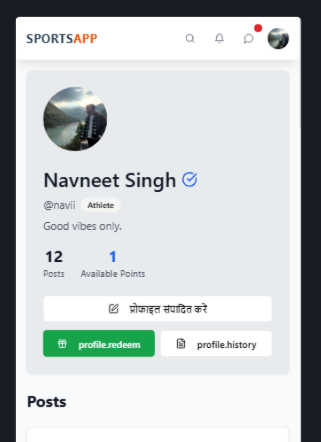 SPORTSAPP
Navneet Singh
@navii Athlete
Good vibes only.
12 1
Posts Available Points
प्रोफाइल संपादित करे
profile.redeem profile.history
Posts